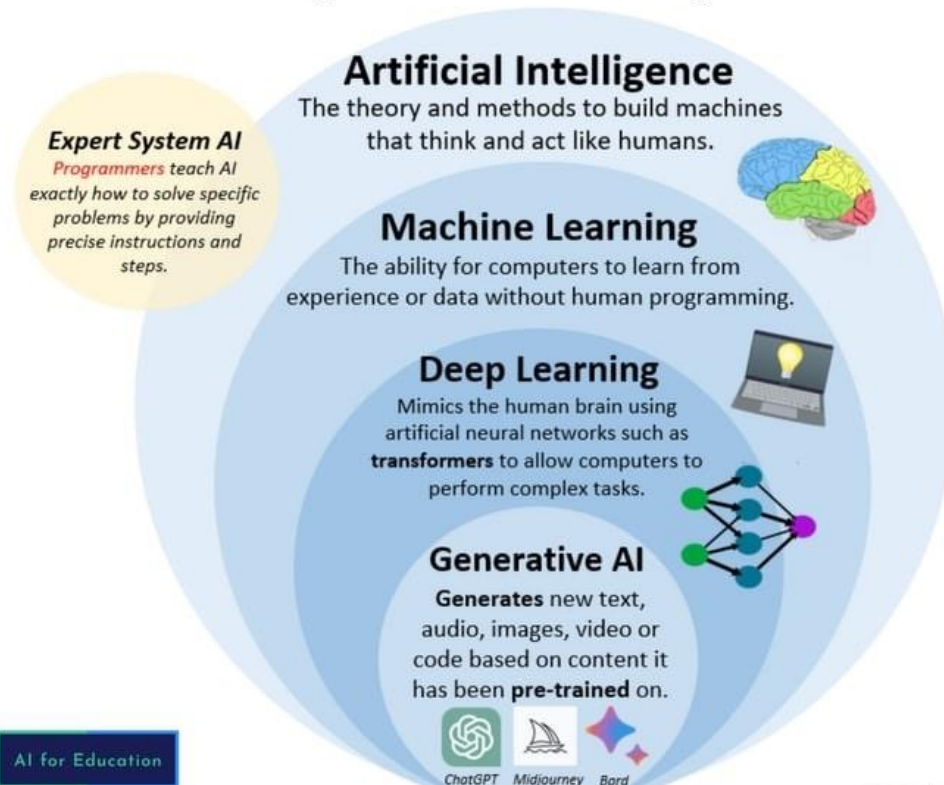 Artificial Intelligence
The theory and methods to build machines
that think and act like humans.
Expert System AI
Programmers teach AI
exactly how to solve specific
problems by providing
precise instructions and
steps.
Machine Learning
The ability for computers to learn from
experience or data without human programming.
Deep Learning
Mimics the human brain using
artificial neural networks such as
transformers to allow computers to
perform complex tasks.
Generative AI
Generates new text,
audio, images, video or
code based on content it
has been pre-trained on.
ChatGPT Midjourney Bard
AI for Education